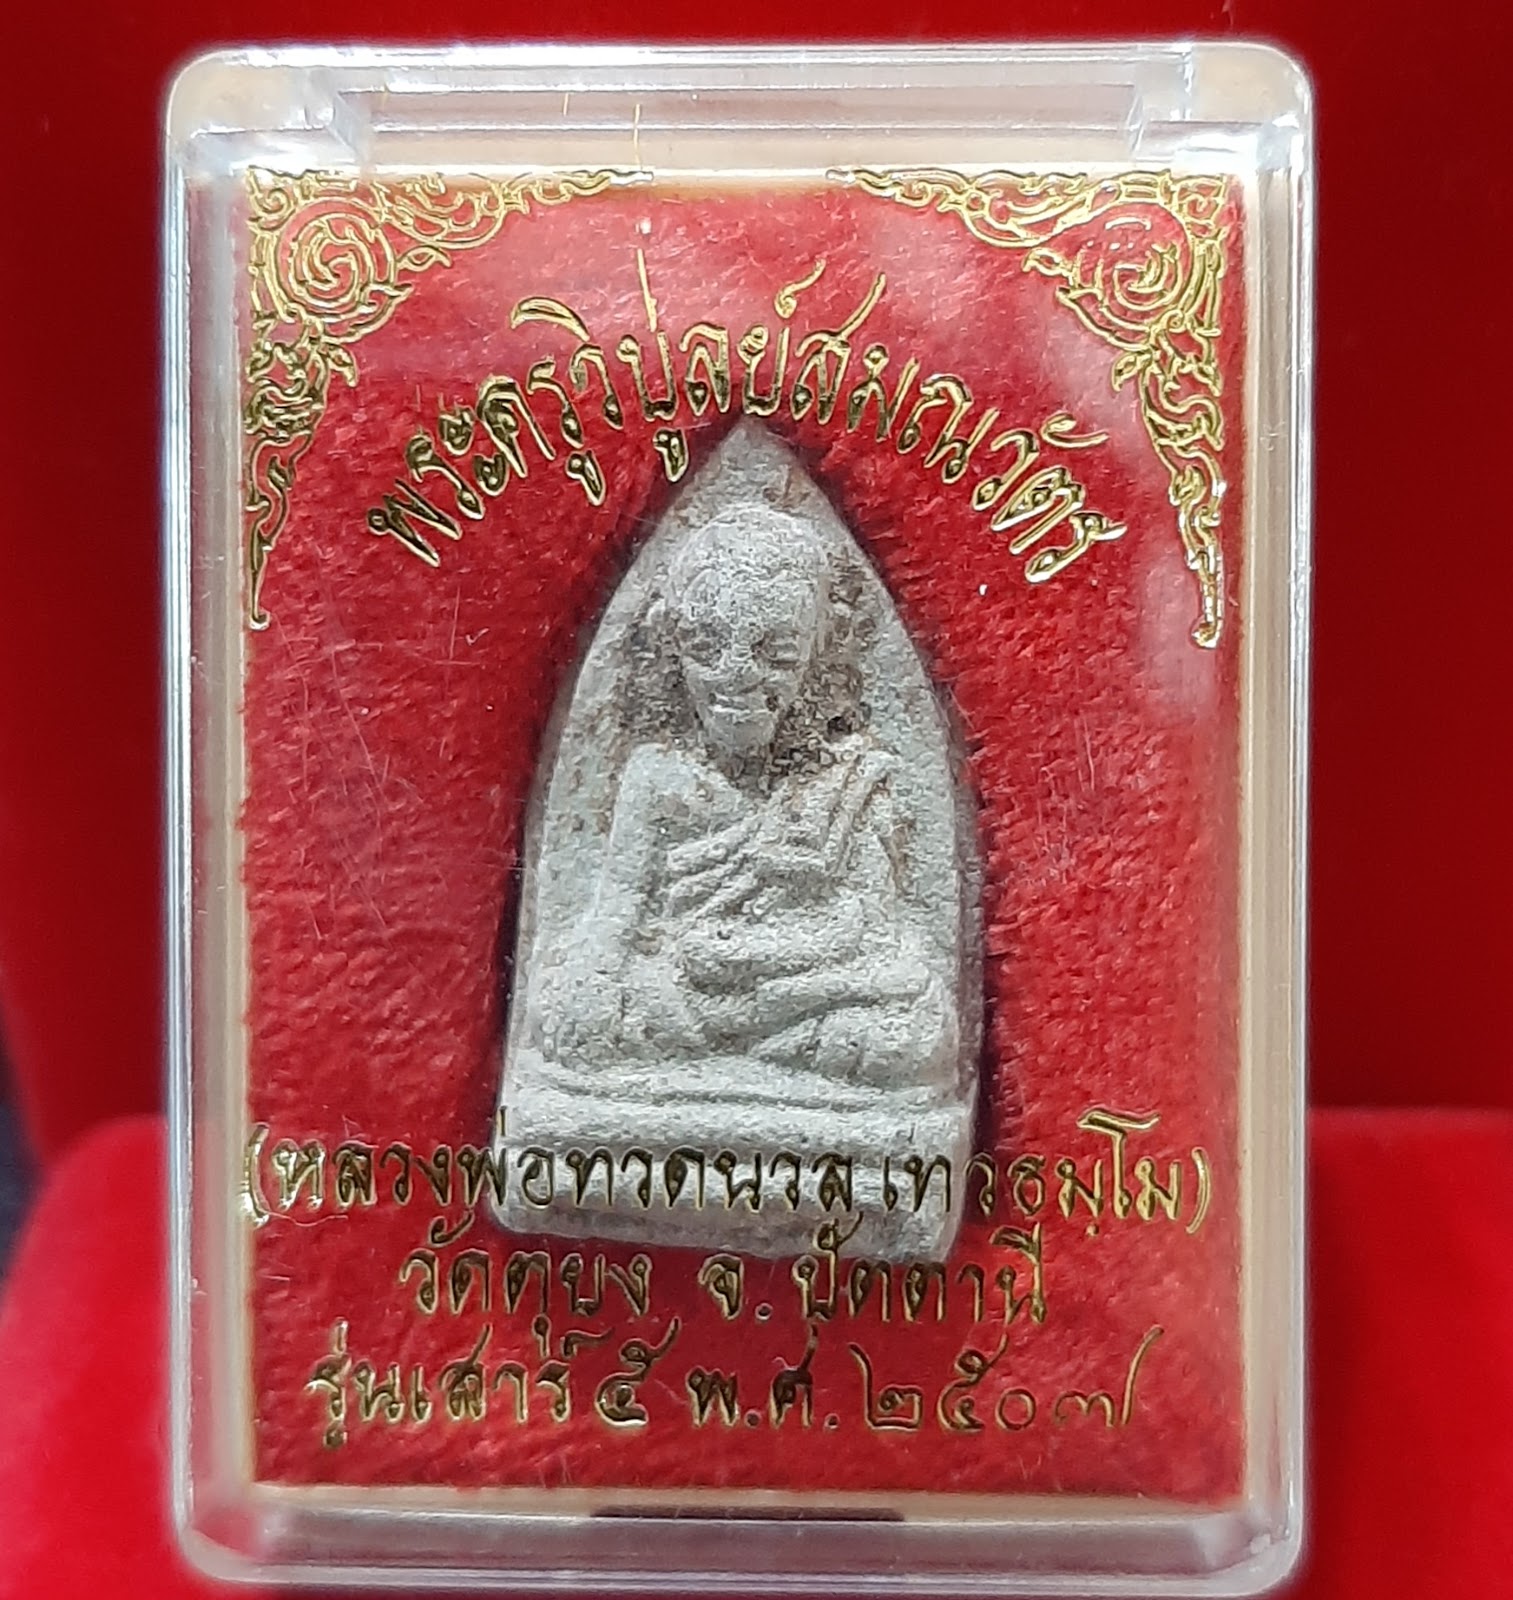 พระครูวิบูลย์สมณวัตร
(หลวงพ่อทวดนวล เทวธมฺโม)
วัดตุยง จ. ปัตตานี
รุ่นเสาร์ ๕ พ.ศ. ๒๕๐๗